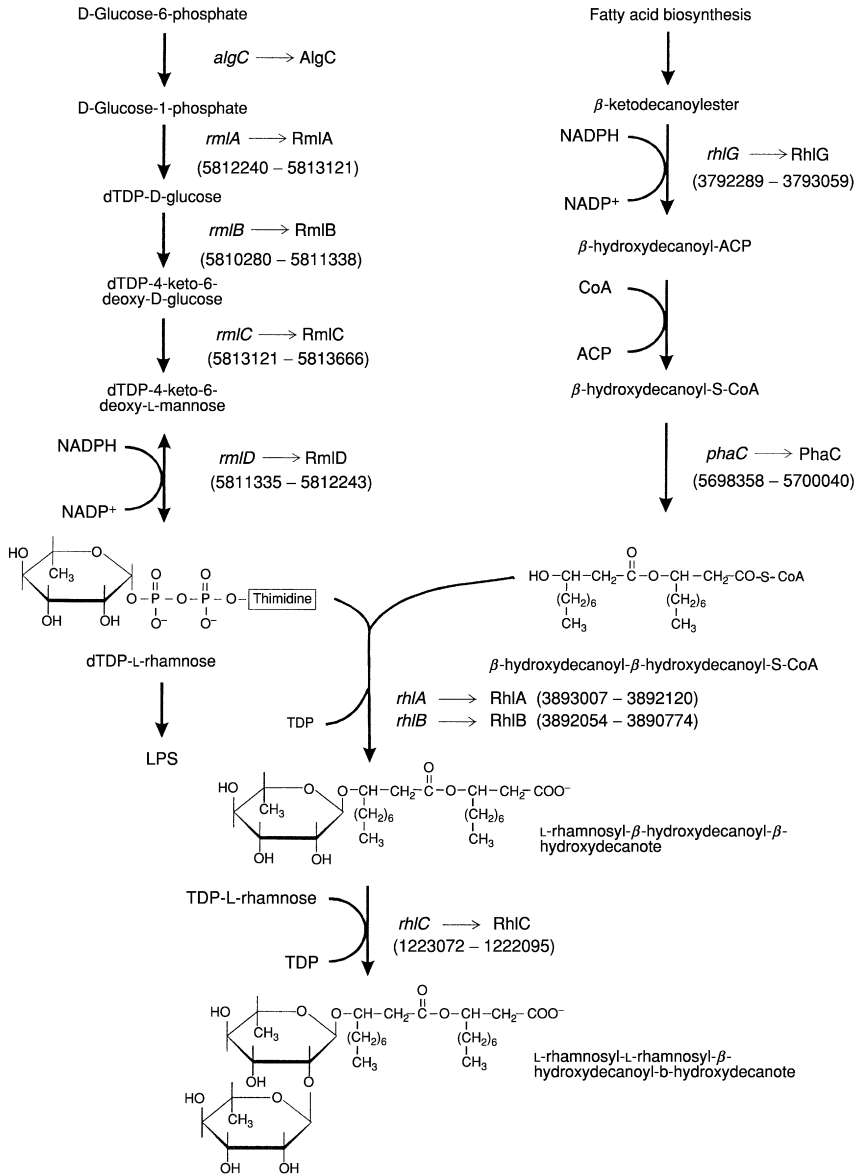 D-Glucose-6-phosphate
algC ⟶ AlgC
D-Glucose-1-phosphate
rmlA ⟶ RmlA
(5812240 – 5813121)
dTDP-D-glucose
rmlB ⟶ RmlB
(5810280 – 5811338)
dTDP-4-keto-6-
deoxy-D-glucose
rmlC ⟶ RmlC
(5813121 – 5813666)
dTDP-4-keto-6-
deoxy-L-mannose
NADPH
rmlD ⟶ RmlD
(5811335 – 5812243)
NADP+
HO
O
CH3
OH
OH
O–P–O–P–O–
O
O
O−
O−
Thimidine
dTDP-L-rhamnose
LPS
Fatty acid biosynthesis
β-ketodecanoylester
NADPH
rhlG ⟶ RhlG
(3792289 – 3793059)
NADP+
β-hydroxydecanoyl-ACP
CoA
ACP
β-hydroxydecanoyl-S-CoA
phaC ⟶ PhaC
(5698358 – 5700040)
O
HO–CH–CH2–C–O–CH–CH2–CO-S-CoA
(CH2)6
(CH2)6
CH3
CH3
β-hydroxydecanoyl-β-hydroxydecanoyl-S-CoA
rhlA ⟶ RhlA (3893007 – 3892120)
TDP
rhlB ⟶ RhlB (3892054 – 3890774)
O
HO
O
O–CH–CH2–C–O–CH–CH2–COO−
CH3
(CH2)6
(CH2)6
CH3
CH3
OH
OH
L-rhamnosyl-β-hydroxydecanoyl-β-
hydroxydecanote
TDP-L-rhamnose
rhlC ⟶ RhlC
(1223072 – 1222095)
TDP
O
HO
O
O–CH–CH2–C–O–CH–CH2–COO−
CH3
(CH2)6
(CH2)6
CH3
CH3
OH
O
L-rhamnosyl-L-rhamnosyl-β-
hydroxydecanoyl-b-hydroxydecanote
HO
O
CH3
OH
OH